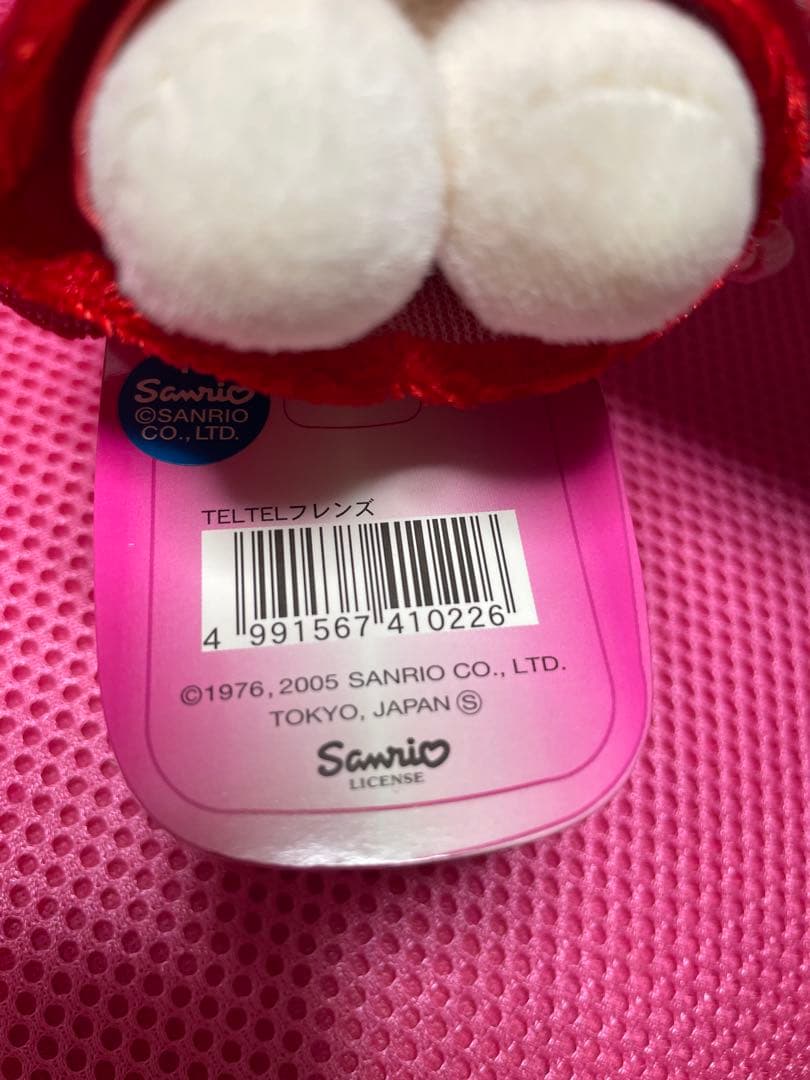 Sanrio
©SANRIO
CO.,LTD.
TELTELフレンズ
4 991567 410226
©1976, 2005 SANRIO CO., LTD.
TOKYO, JAPAN Ⓢ
Sanrio
LICENSE